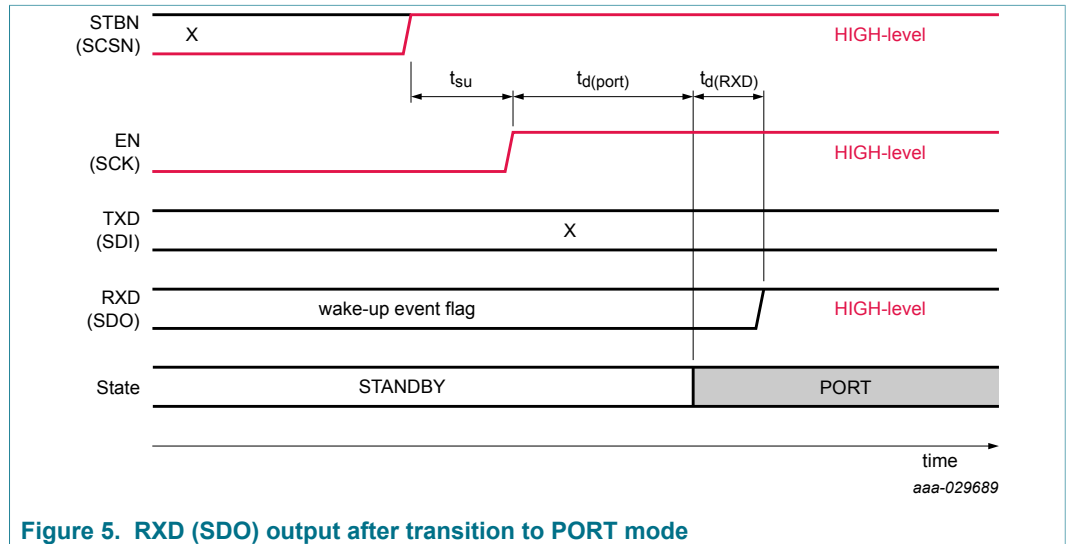 STBN
(SCSN)
X
HIGH-level
tsu
td(port)
td(RXD)
EN
(SCK)
HIGH-level
TXD
(SDI)
X
RXD
(SDO)
wake-up event flag
HIGH-level
State
STANDBY
PORT
time
aaa-029689
Figure 5. RXD (SDO) output after transition to PORT mode